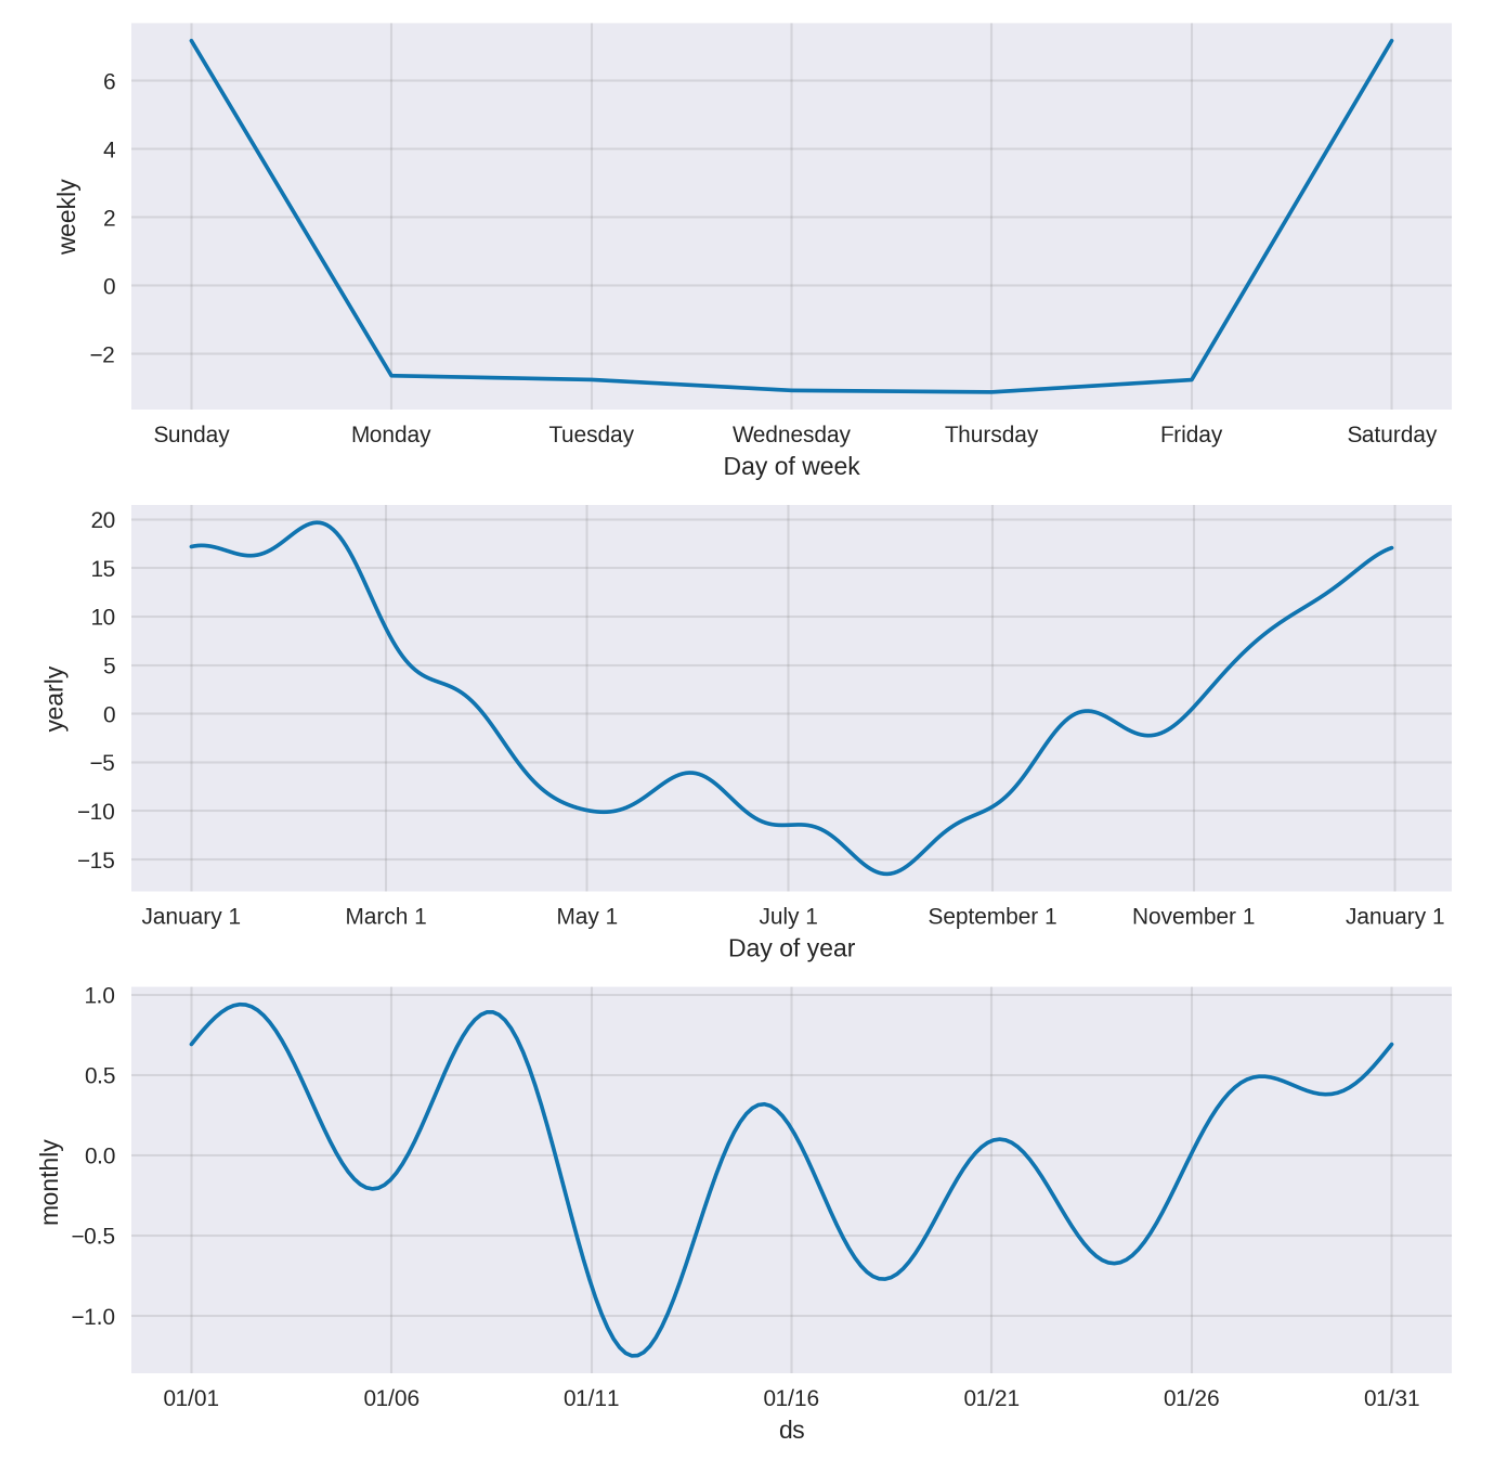 weekly
6
4
2
0
−2
Sunday Monday Tuesday Wednesday Thursday Friday Saturday
Day of week
yearly
20
15
10
5
0
−5
−10
−15
January 1 March 1 May 1 July 1 September 1 November 1 January 1
Day of year
monthly
1.0
0.5
0.0
−0.5
−1.0
01/01 01/06 01/11 01/16 01/21 01/26 01/31
ds